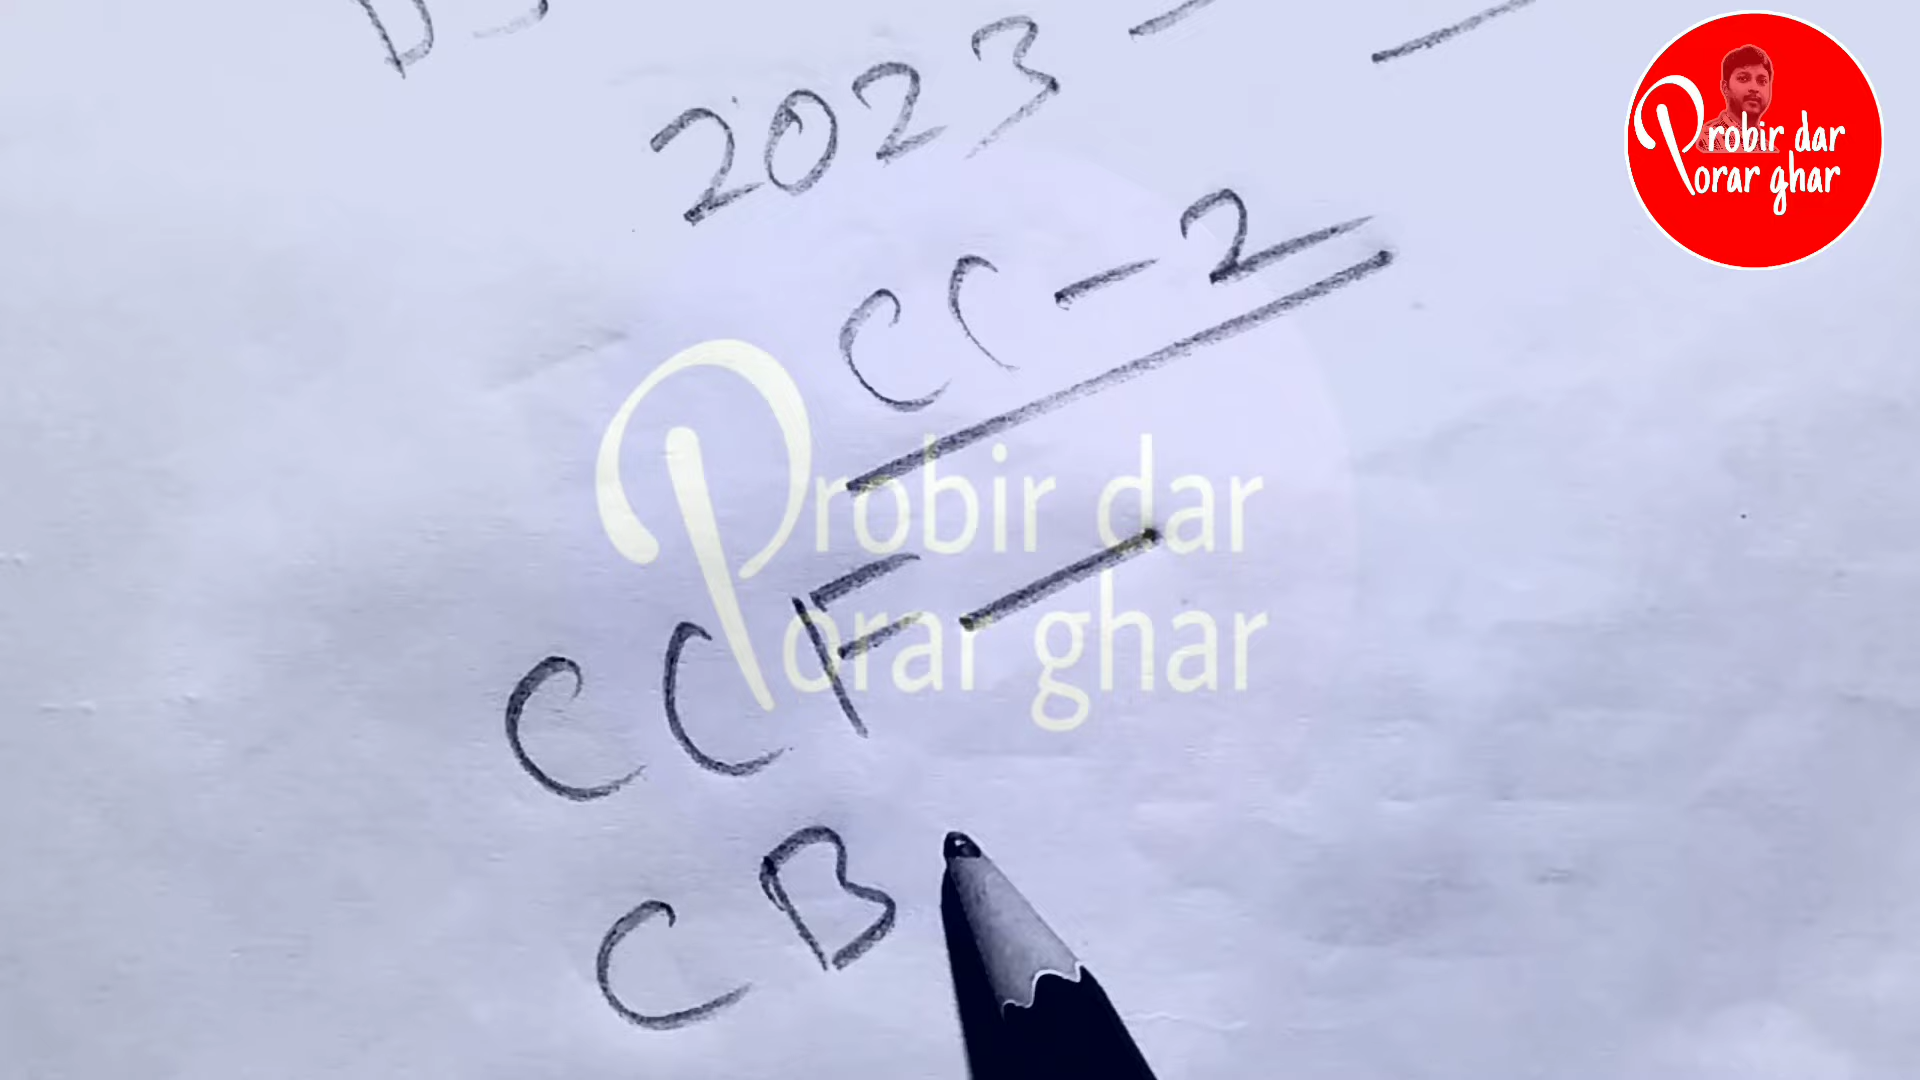 2023 -
CC-2
CCF-
CB
Probir dar
Porar ghar
Probir dar
Porar ghar